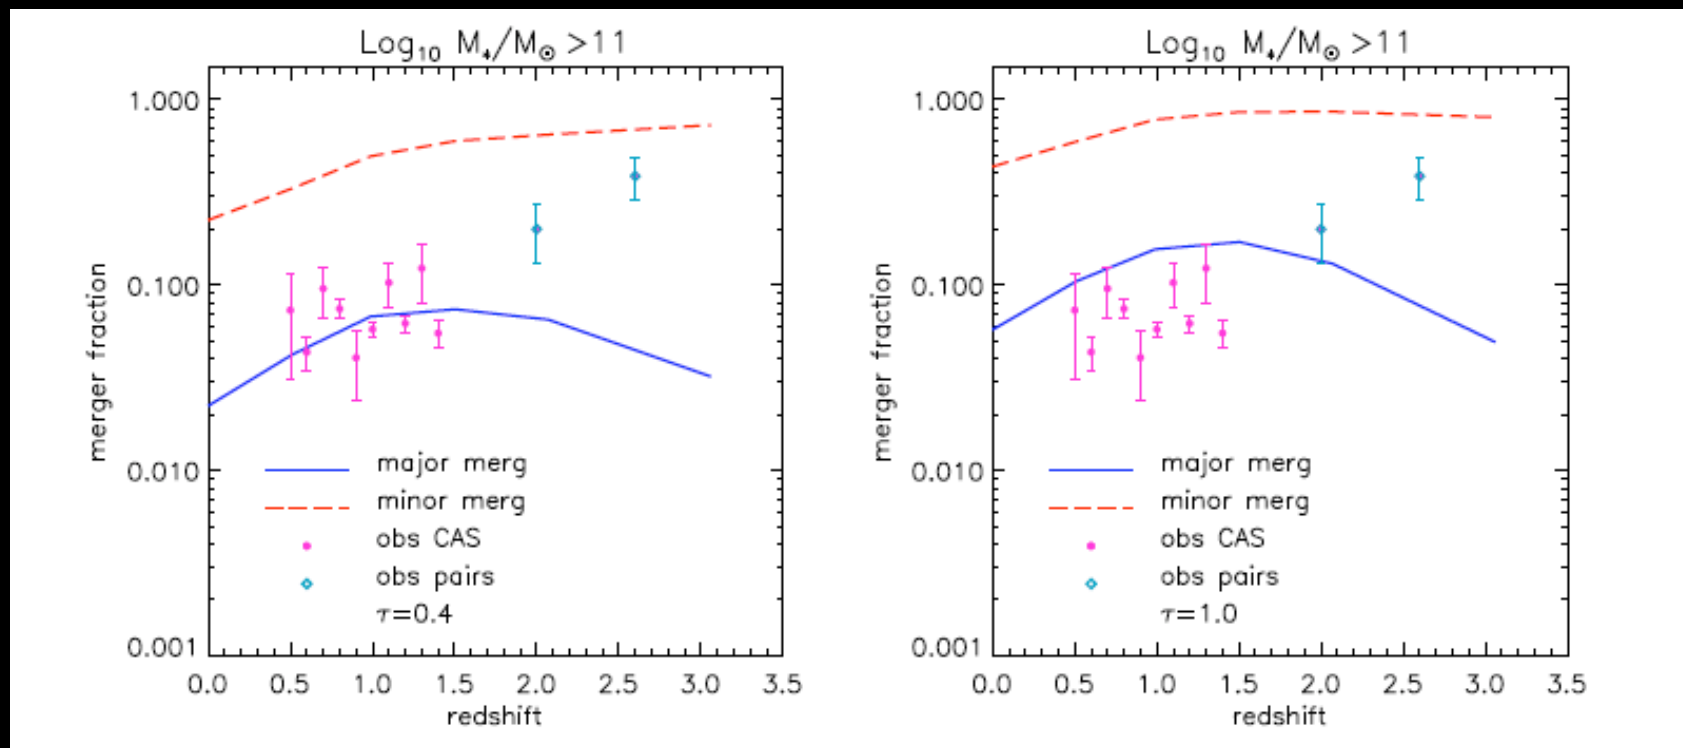 Log₁₀ M*/M☉ >11
1.000
0.100
0.010
0.001
merger fraction
major merg
minor merg
obs CAS
obs pairs
τ=0.4
0.0 0.5 1.0 1.5 2.0 2.5 3.0 3.5
redshift
Log₁₀ M*/M☉ >11
1.000
0.100
0.010
0.001
merger fraction
major merg
minor merg
obs CAS
obs pairs
τ=1.0
0.0 0.5 1.0 1.5 2.0 2.5 3.0 3.5
redshift